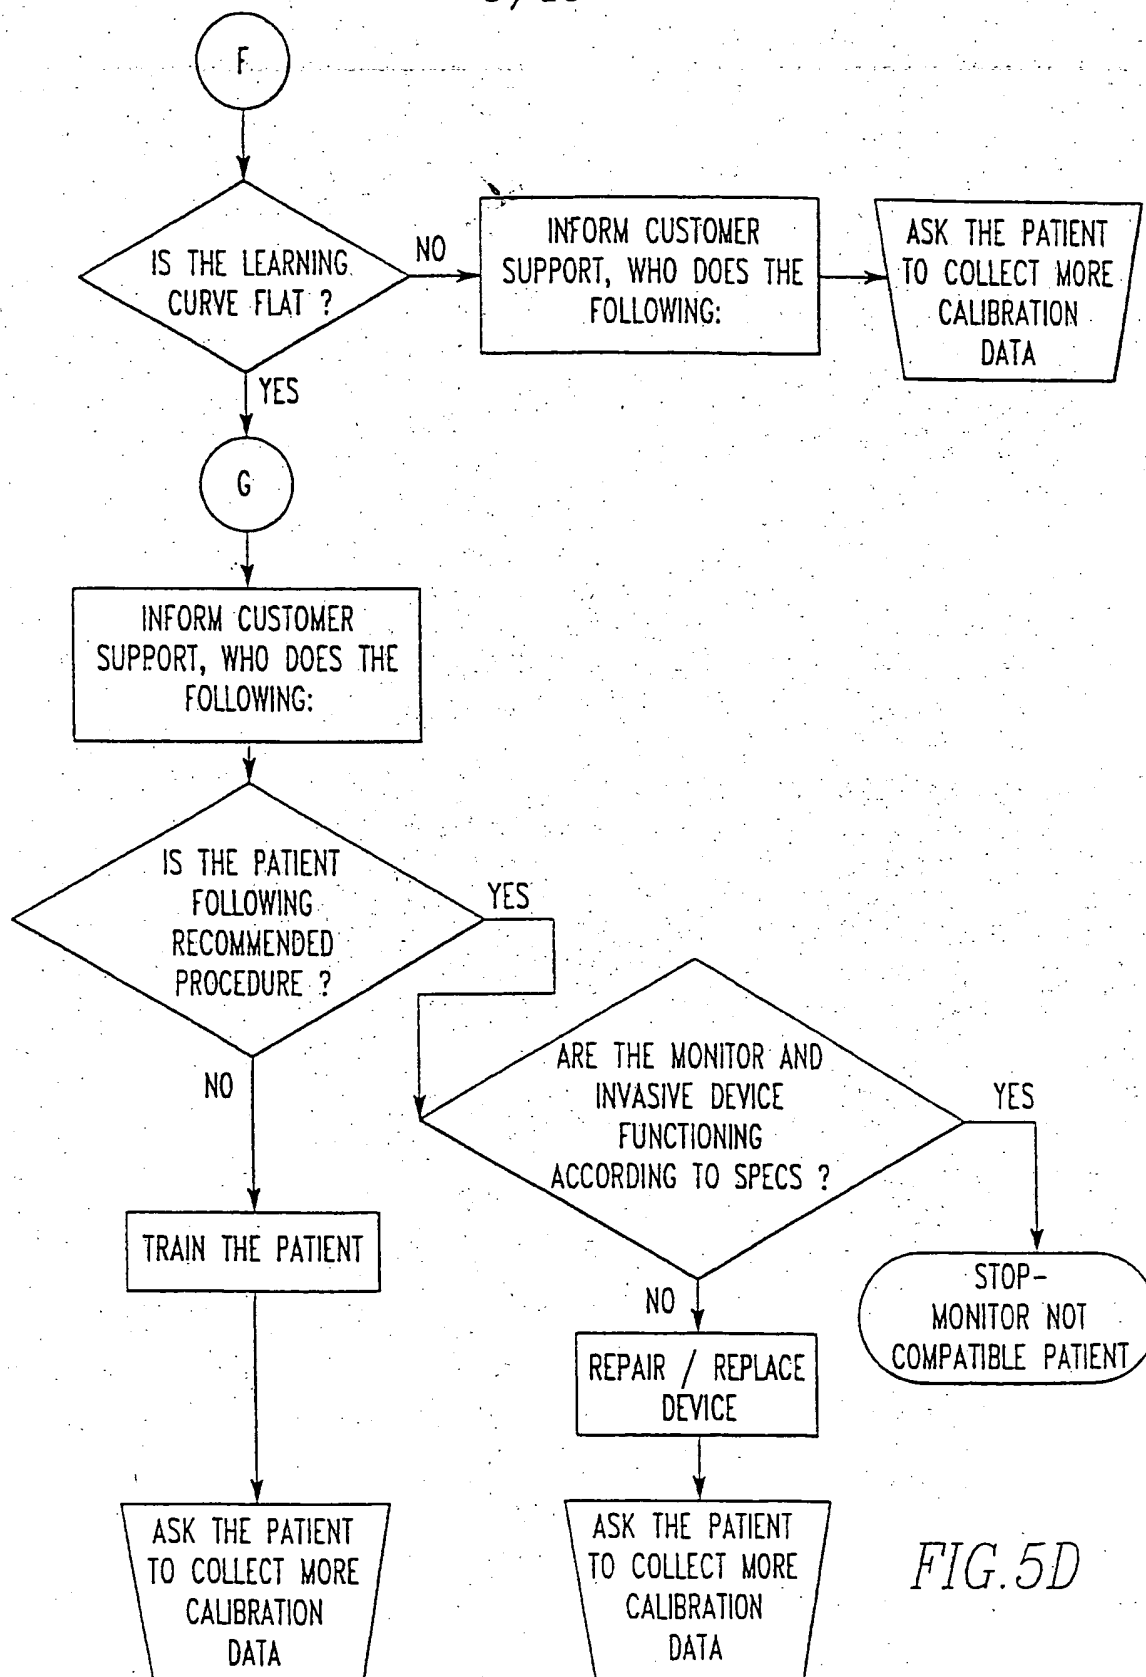 F
IS THE LEARNING
CURVE FLAT ?
NO
INFORM CUSTOMER
SUPPORT, WHO DOES THE
FOLLOWING:
ASK THE PATIENT
TO COLLECT MORE
CALIBRATION
DATA
YES
G
INFORM CUSTOMER
SUPPORT, WHO DOES THE
FOLLOWING:
IS THE PATIENT
FOLLOWING
RECOMMENDED
PROCEDURE ?
YES
NO
ARE THE MONITOR AND
INVASIVE DEVICE
FUNCTIONING
ACCORDING TO SPECS ?
YES
TRAIN THE PATIENT
NO
STOP-
MONITOR NOT
COMPATIBLE PATIENT
REPAIR / REPLACE
DEVICE
ASK THE PATIENT
TO COLLECT MORE
CALIBRATION
DATA
ASK THE PATIENT
TO COLLECT MORE
CALIBRATION
DATA
FIG.5D